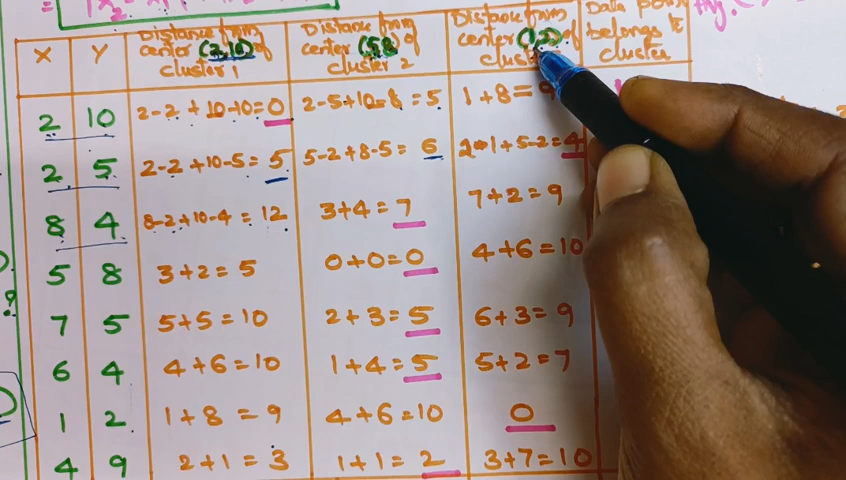 X
Y
Distance from
center (2,10) of
cluster 1
Distance from
center (5,8) of
cluster 2
Distance from
center (1,2) of
Data point
belongs to
cluster
2 10 2-2 + 10-10=0 2-5+10-8 = 5 1+8= 9
2 5 2-2 +10-5= 5 5-2+8-5= 6 2-1+5-2=4
8 4 8-2+10-4 = 12 3+4=7 7+2=9
5 8 3+2=5 0+0=0 4+6=10
7 5 5+5=10 2+3=5 6+3=9
6 4 4+6=10 1+4=5 5+2=7
1 2 1+8=9 4+6=10 0
4 9 2+1=3 1+1=2 3+7=10